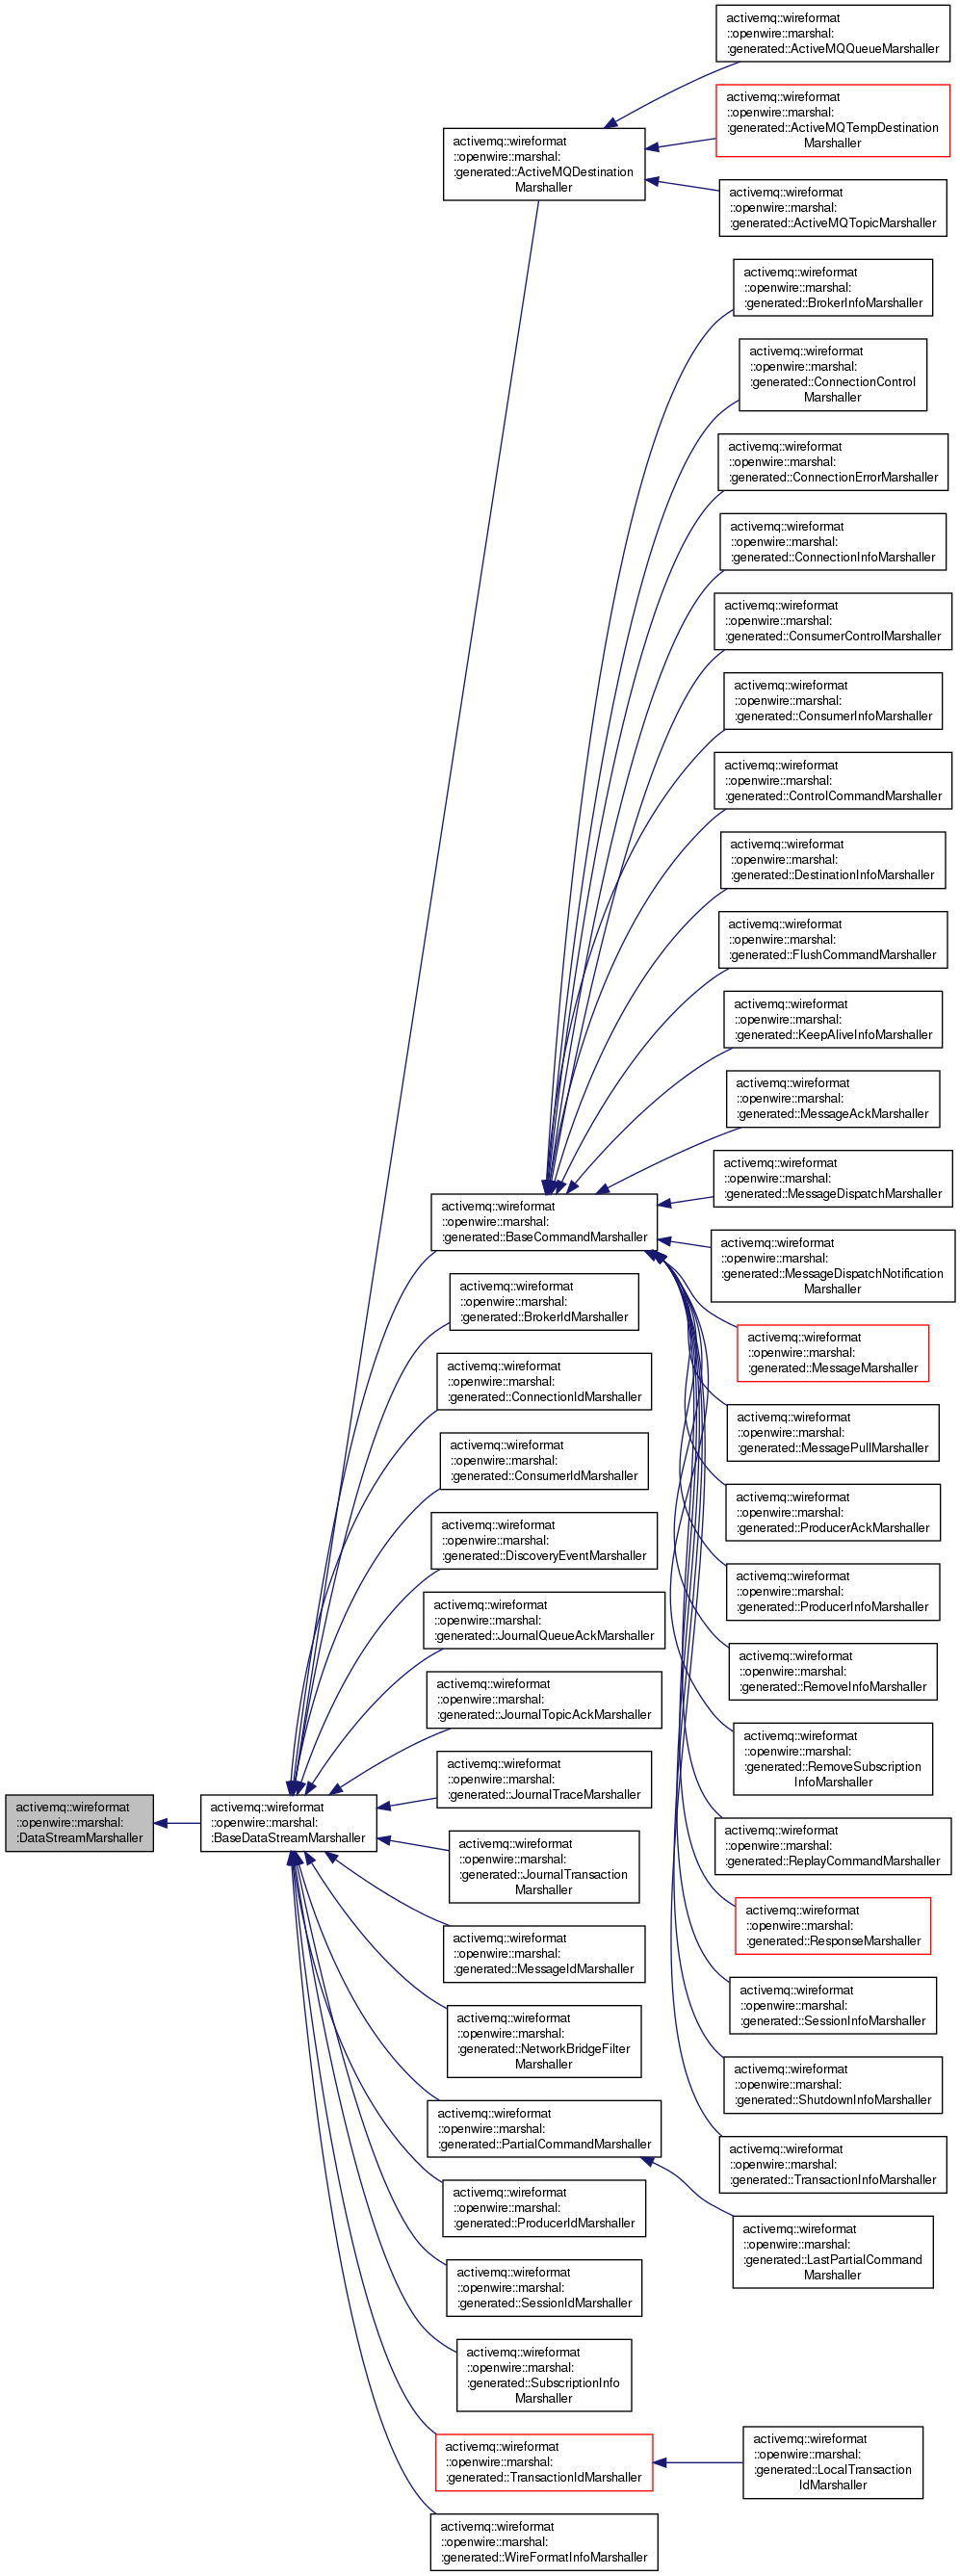 activemq::wireformat
::openwire::marshal:
:generated::ActiveMQQueueMarshaller
activemq::wireformat
::openwire::marshal:
:generated::ActiveMQTempDestination
Marshaller
activemq::wireformat
::openwire::marshal:
:generated::ActiveMQDestination
Marshaller
activemq::wireformat
::openwire::marshal:
:generated::ActiveMQTopicMarshaller
activemq::wireformat
::openwire::marshal:
:generated::BrokerInfoMarshaller
activemq::wireformat
::openwire::marshal:
:generated::ConnectionControl
Marshaller
activemq::wireformat
::openwire::marshal:
:generated::ConnectionErrorMarshaller
activemq::wireformat
::openwire::marshal:
:generated::ConnectionInfoMarshaller
activemq::wireformat
::openwire::marshal:
:generated::ConsumerControlMarshaller
activemq::wireformat
::openwire::marshal:
:generated::ConsumerInfoMarshaller
activemq::wireformat
::openwire::marshal:
:generated::ControlCommandMarshaller
activemq::wireformat
::openwire::marshal:
:generated::DestinationInfoMarshaller
activemq::wireformat
::openwire::marshal:
:generated::FlushCommandMarshaller
activemq::wireformat
::openwire::marshal:
:generated::KeepAliveInfoMarshaller
activemq::wireformat
::openwire::marshal:
:generated::MessageAckMarshaller
activemq::wireformat
::openwire::marshal:
:generated::MessageDispatchMarshaller
activemq::wireformat
::openwire::marshal:
:generated::BaseCommandMarshaller
activemq::wireformat
::openwire::marshal:
:generated::MessageDispatchNotification
Marshaller
activemq::wireformat
::openwire::marshal:
:generated::BrokerIdMarshaller
activemq::wireformat
::openwire::marshal:
:generated::MessageMarshaller
activemq::wireformat
::openwire::marshal:
:generated::ConnectionIdMarshaller
activemq::wireformat
::openwire::marshal:
:generated::MessagePullMarshaller
activemq::wireformat
::openwire::marshal:
:generated::ConsumerIdMarshaller
activemq::wireformat
::openwire::marshal:
:generated::ProducerAckMarshaller
activemq::wireformat
::openwire::marshal:
:generated::DiscoveryEventMarshaller
activemq::wireformat
::openwire::marshal:
:generated::ProducerInfoMarshaller
activemq::wireformat
::openwire::marshal:
:generated::JournalQueueAckMarshaller
activemq::wireformat
::openwire::marshal:
:generated::RemoveInfoMarshaller
activemq::wireformat
::openwire::marshal:
:generated::JournalTopicAckMarshaller
activemq::wireformat
::openwire::marshal:
:generated::RemoveSubscription
InfoMarshaller
activemq::wireformat
::openwire::marshal:
:generated::JournalTraceMarshaller
activemq::wireformat
::openwire::marshal:
:DataStreamMarshaller
activemq::wireformat
::openwire::marshal:
:BaseDataStreamMarshaller
activemq::wireformat
::openwire::marshal:
:generated::ReplayCommandMarshaller
activemq::wireformat
::openwire::marshal:
:generated::JournalTransaction
Marshaller
activemq::wireformat
::openwire::marshal:
:generated::ResponseMarshaller
activemq::wireformat
::openwire::marshal:
:generated::MessageIdMarshaller
activemq::wireformat
::openwire::marshal:
:generated::SessionInfoMarshaller
activemq::wireformat
::openwire::marshal:
:generated::NetworkBridgeFilter
Marshaller
activemq::wireformat
::openwire::marshal:
:generated::ShutdownInfoMarshaller
activemq::wireformat
::openwire::marshal:
:generated::PartialCommandMarshaller
activemq::wireformat
::openwire::marshal:
:generated::TransactionInfoMarshaller
activemq::wireformat
::openwire::marshal:
:generated::ProducerIdMarshaller
activemq::wireformat
::openwire::marshal:
:generated::LastPartialCommand
Marshaller
activemq::wireformat
::openwire::marshal:
:generated::SessionIdMarshaller
activemq::wireformat
::openwire::marshal:
:generated::SubscriptionInfo
Marshaller
activemq::wireformat
::openwire::marshal:
:generated::TransactionIdMarshaller
activemq::wireformat
::openwire::marshal:
:generated::LocalTransaction
IdMarshaller
activemq::wireformat
::openwire::marshal:
:generated::WireFormatInfoMarshaller